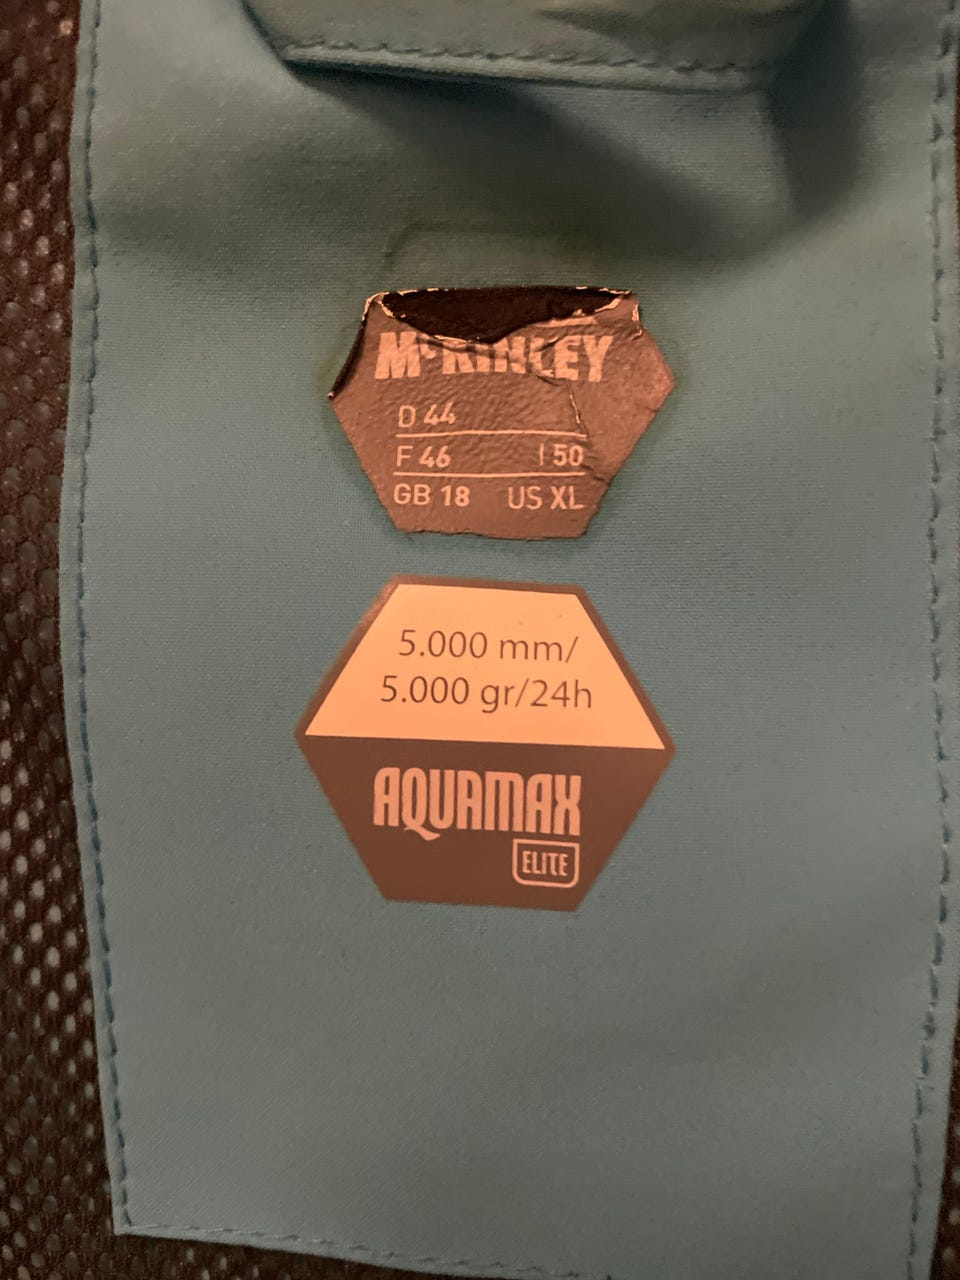 McKINLEY
D 44
F 46 I 50
GB 18 US XL
5.000 mm/
5.000 gr/24h
AQUAMAX
ELITE